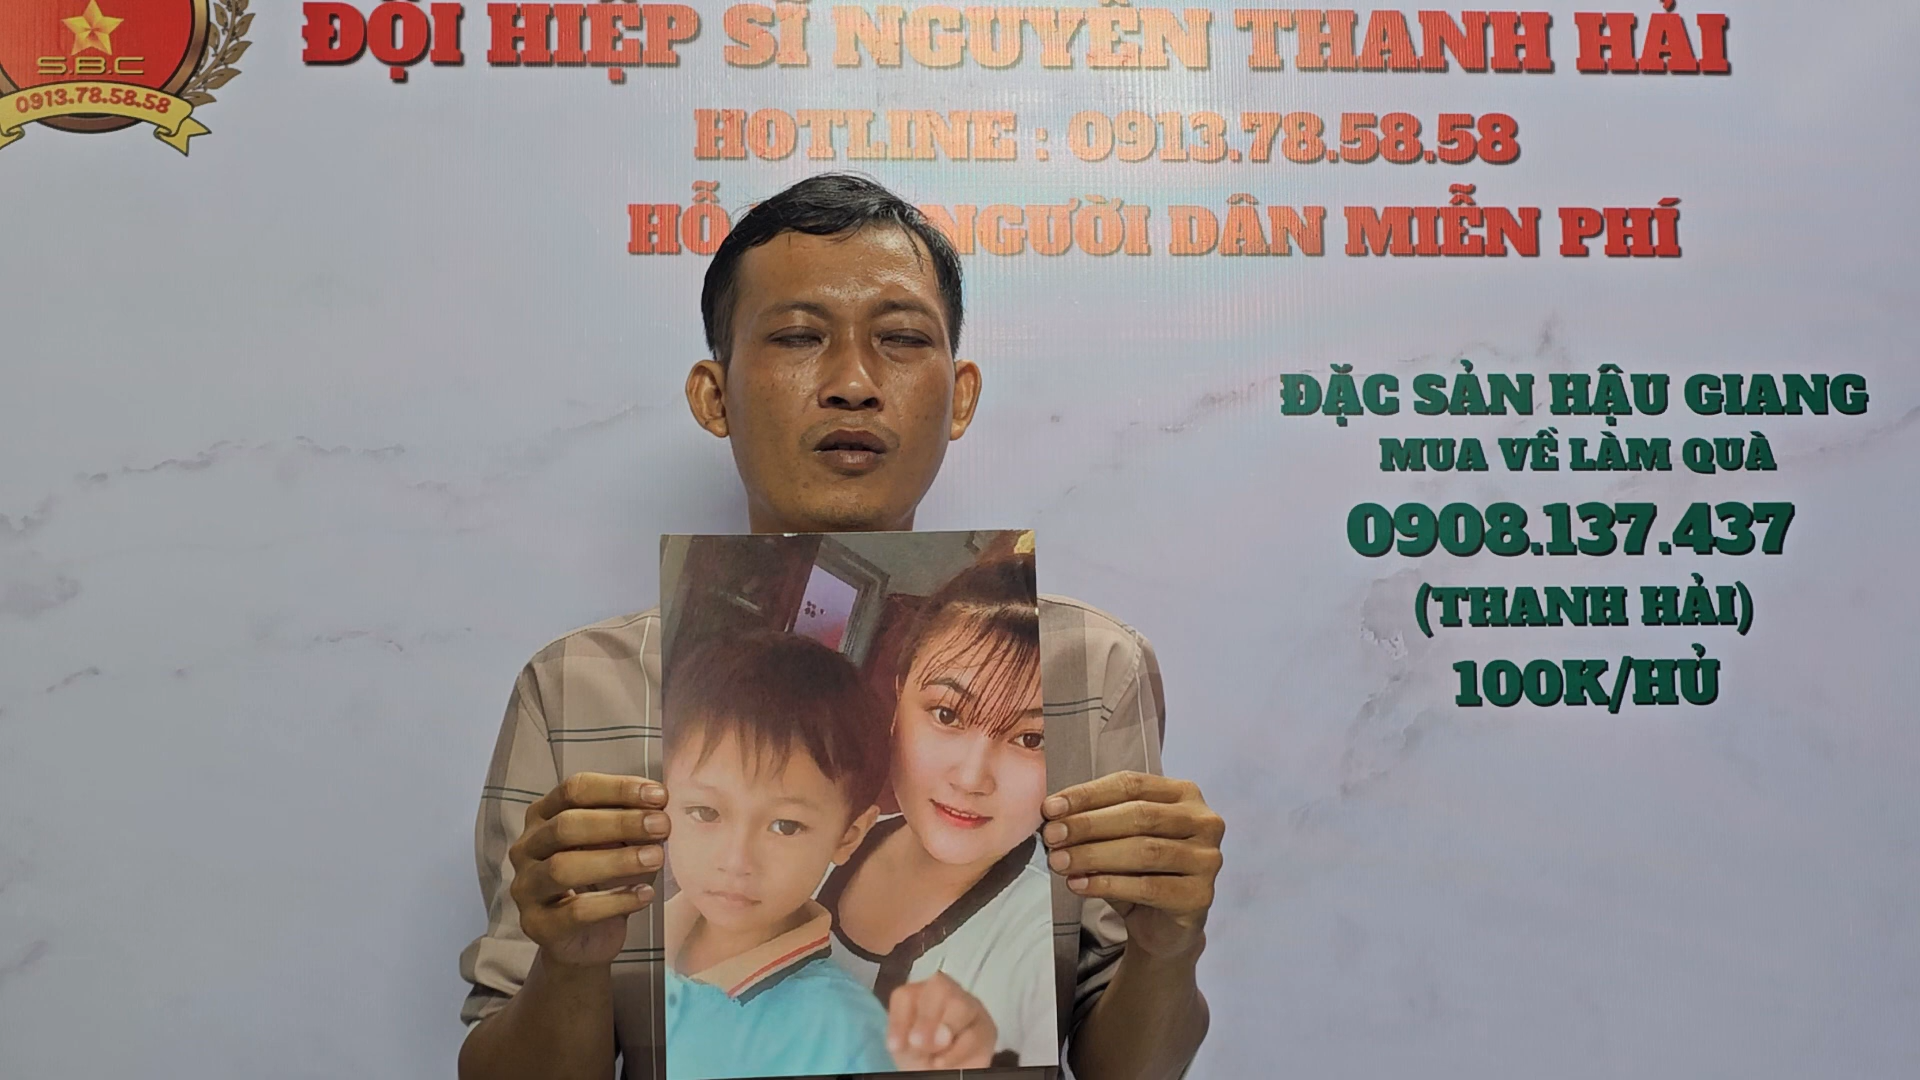 S.B.C
0913.78.58.58
ĐỘI HIỆP SĨ NGUYỄN THANH HẢI
HOTLINE : 0913.78.58.58
HỖ NGƯỜI DÂN MIỄN PHÍ
ĐẶC SẢN HẬU GIANG
MUA VỀ LÀM QUÀ
0908.137.437
(THANH HẢI)
100K/HỦ